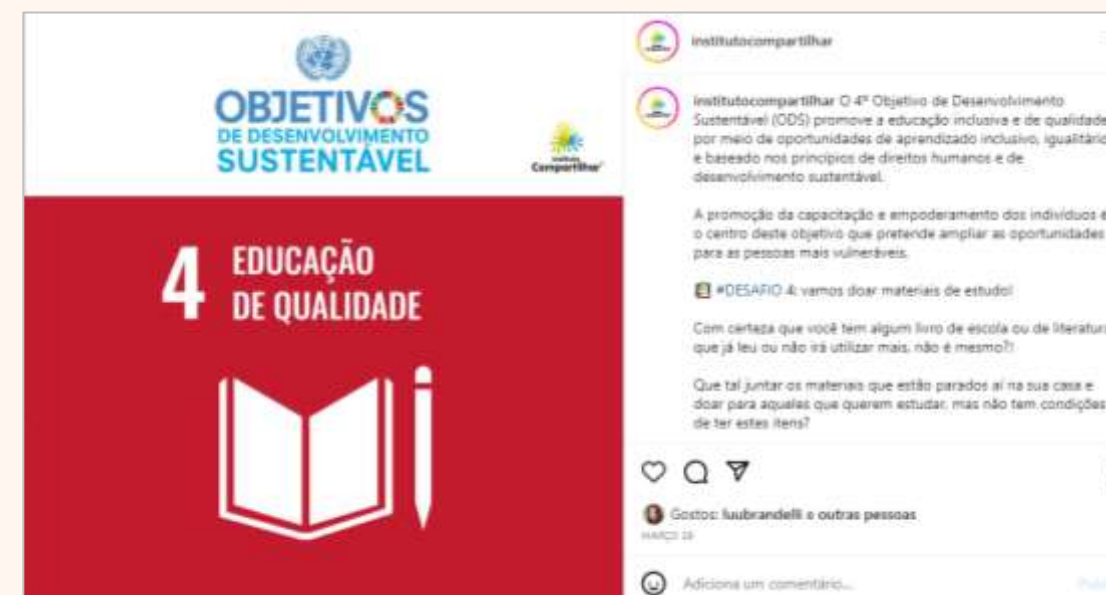 OBJETIVOS
DE DESENVOLVIMENTO
SUSTENTÁVEL
Instituto
Compartilhar
4 EDUCAÇÃO
DE QUALIDADE
institutocompartilhar
institutocompartilhar O 4º Objetivo de Desenvolvimento
Sustentável (ODS) promove a educação inclusiva e de qualidade
por meio de oportunidades de aprendizado inclusivo, igualitário
e baseado nos princípios de direitos humanos e de
desenvolvimento sustentável.
A promoção da capacitação e empoderamento dos indivíduos é
o centro deste objetivo que pretende ampliar as oportunidades
para as pessoas mais vulneráveis.
#DESAFIO 4: vamos doar materiais de estudo!
Com certeza que você tem algum livro de escola ou de literatura
que já leu ou não irá utilizar mais, não é mesmo?!
Que tal juntar os materiais que estão parados aí na sua casa e
doar para aqueles que querem estudar, mas não tem condições
de ter estes itens?
Gostos: luubrandelli e outras pessoas
MARÇO
Adiciona um comentário...